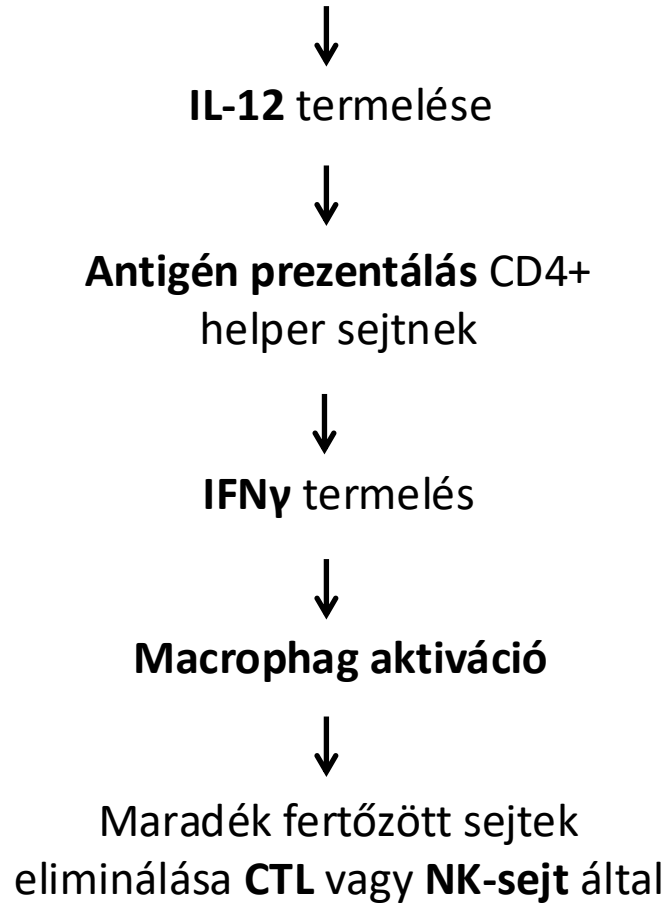 IL-12 termelése
Antigén prezentálás CD4+
helper sejtnek
IFNγ termelés
Macrophag aktiváció
Maradék fertőzött sejtek
eliminálása CTL vagy NK-sejt által